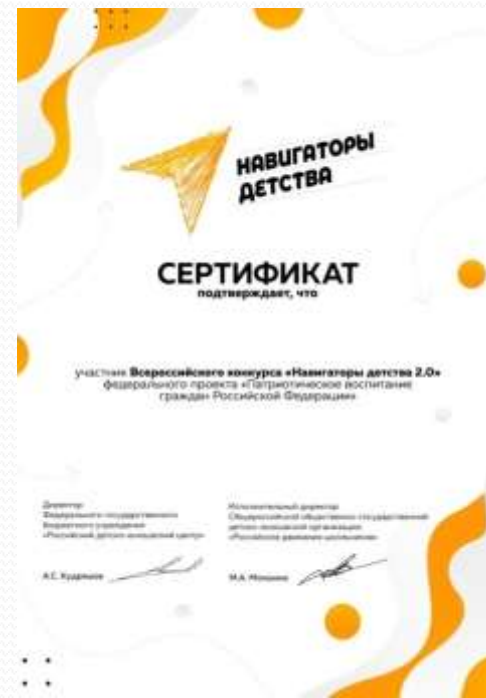 НАВИГАТОРЫ
ДЕТСТВА
СЕРТИФИКАТ
подтверждает, что
участник Всероссийского конкурса «Навигаторы детства 2.0»
федерального проекта «Патриотическое воспитание
граждан Российской Федерации»
Директор
Федерального государственного
бюджетного учреждения
«Российский детско-юношеский центр»
А.С. Кудряшов
Исполнительный директор
Общероссийской общественно-государственной
детско-юношеской организации
«Российское движение школьников»
М.А.